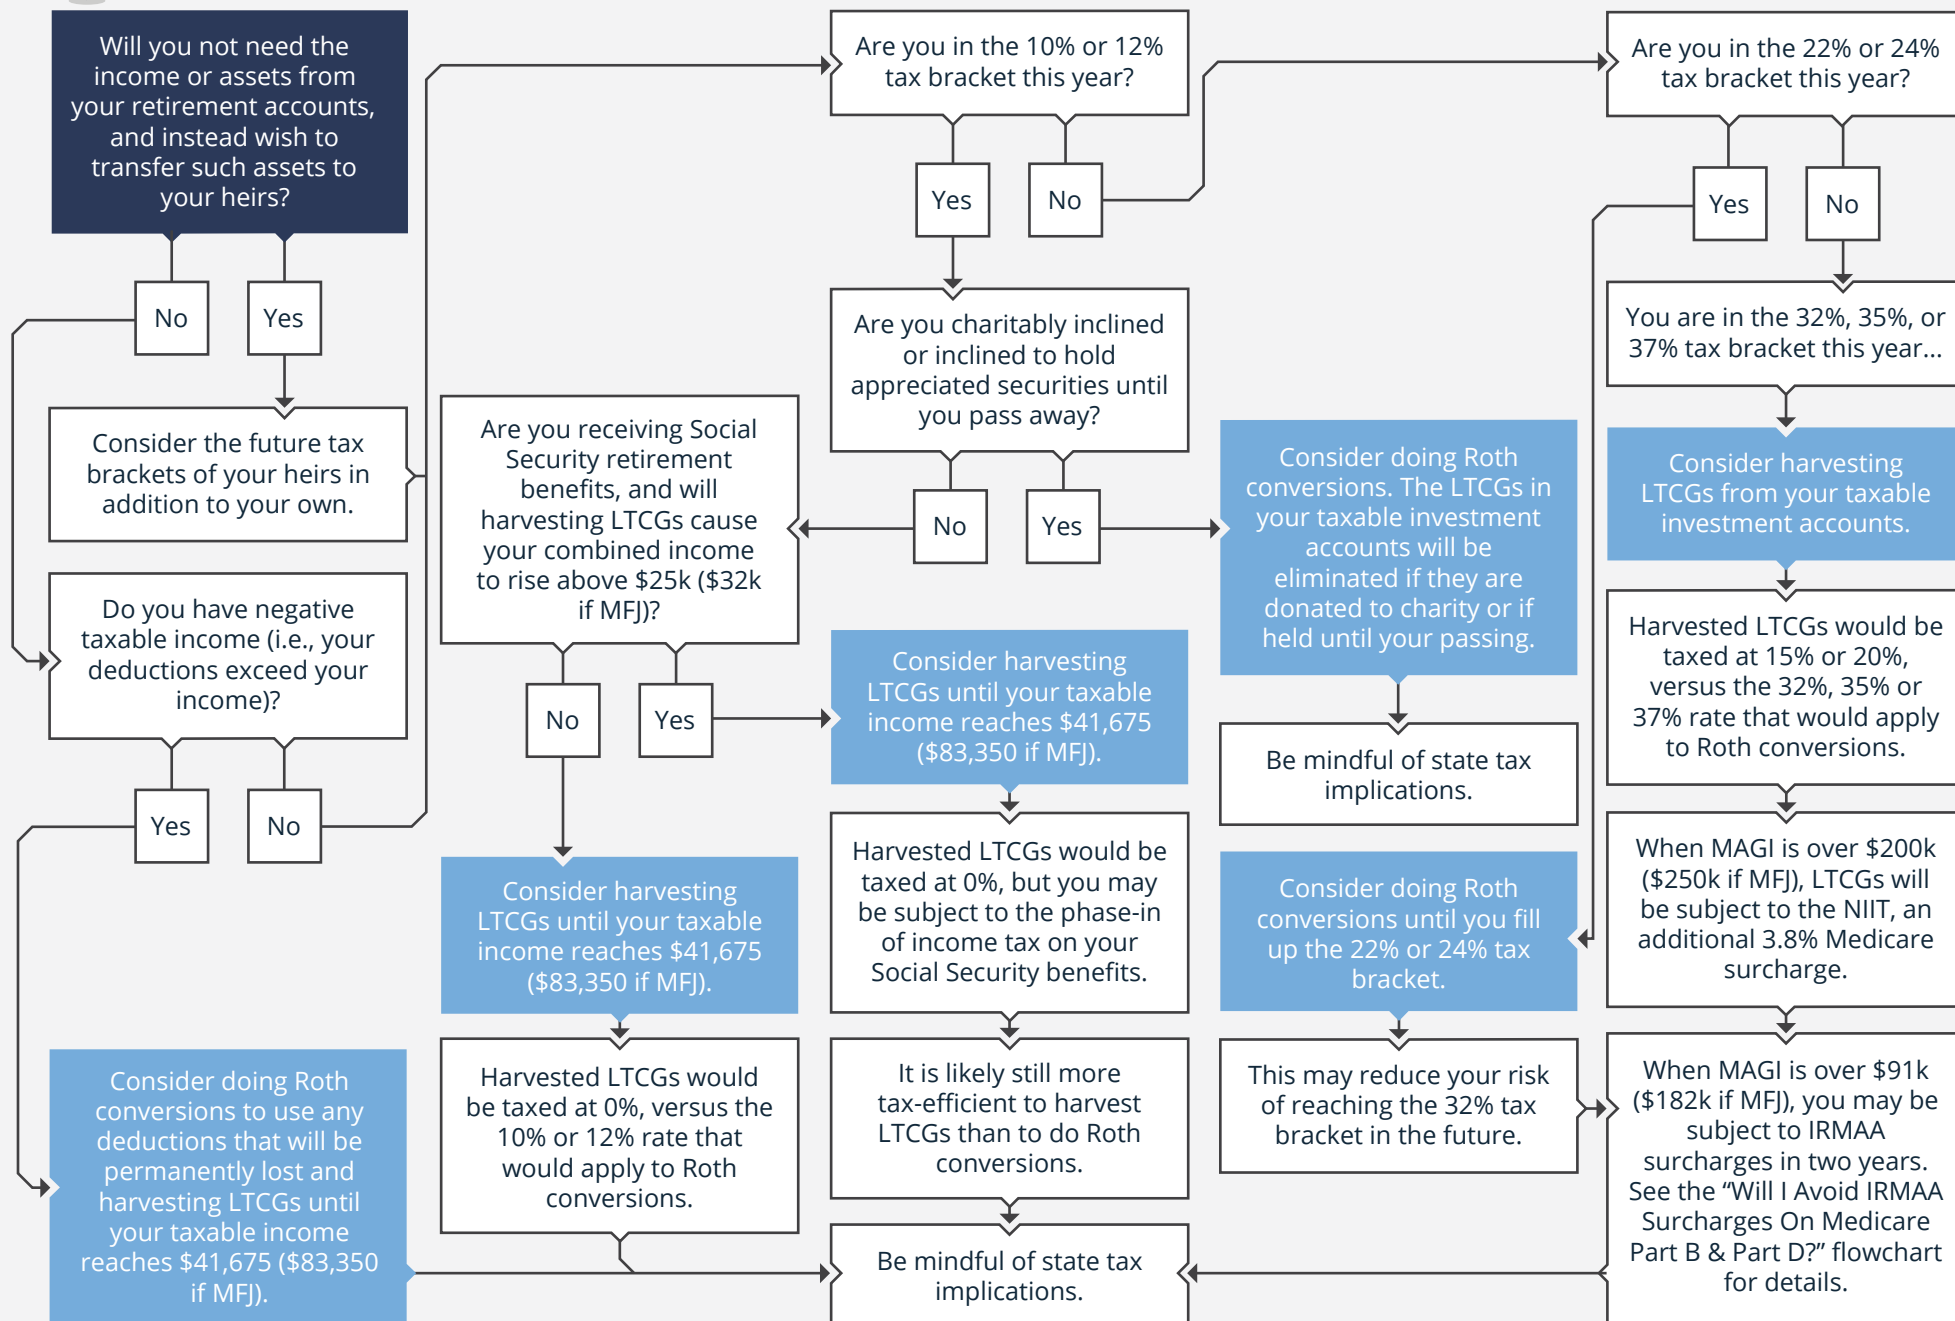 Will you not need the
income or assets from
your retirement accounts,
and instead wish to
transfer such assets to
your heirs?
No
Yes
Consider the future tax
brackets of your heirs in
addition to your own.
Do you have negative
taxable income (i.e., your
deductions exceed your
income)?
Yes
No
Consider doing Roth
conversions to use any
deductions that will be
permanently lost and
harvesting LTCGs until
your taxable income
reaches $41,675 ($83,350
if MFJ).
Are you in the 10% or 12%
tax bracket this year?
Yes
No
Are you charitably inclined
or inclined to hold
appreciated securities until
you pass away?
No
Yes
Are you receiving Social
Security retirement
benefits, and will
harvesting LTCGs cause
your combined income
to rise above $25k ($32k
if MFJ)?
No
Yes
Consider harvesting
LTCGs until your taxable
income reaches $41,675
($83,350 if MFJ).
Harvested LTCGs would
be taxed at 0%, versus the
10% or 12% rate that
would apply to Roth
conversions.
Consider harvesting
LTCGs until your taxable
income reaches $41,675
($83,350 if MFJ).
Harvested LTCGs would be
taxed at 0%, but you may
be subject to the phase-in
of income tax on your
Social Security benefits.
It is likely still more
tax-efficient to harvest
LTCGs than to do Roth
conversions.
Be mindful of state tax
implications.
Consider doing Roth
conversions. The LTCGs in
your taxable investment
accounts will be
eliminated if they are
donated to charity or if
held until your passing.
Be mindful of state tax
implications.
Consider doing Roth
conversions until you fill
up the 22% or 24% tax
bracket.
This may reduce your risk
of reaching the 32% tax
bracket in the future.
Are you in the 22% or 24%
tax bracket this year?
Yes
No
You are in the 32%, 35%, or
37% tax bracket this year...
Consider harvesting
LTCGs from your taxable
investment accounts.
Harvested LTCGs would be
taxed at 15% or 20%,
versus the 32%, 35% or
37% rate that would apply
to Roth conversions.
When MAGI is over $200k
($250k if MFJ), LTCGs will
be subject to the NIIT, an
additional 3.8% Medicare
surcharge.
When MAGI is over $91k
($182k if MFJ), you may be
subject to IRMAA
surcharges in two years.
See the “Will I Avoid IRMAA
Surcharges On Medicare
Part B & Part D?” flowchart
for details.